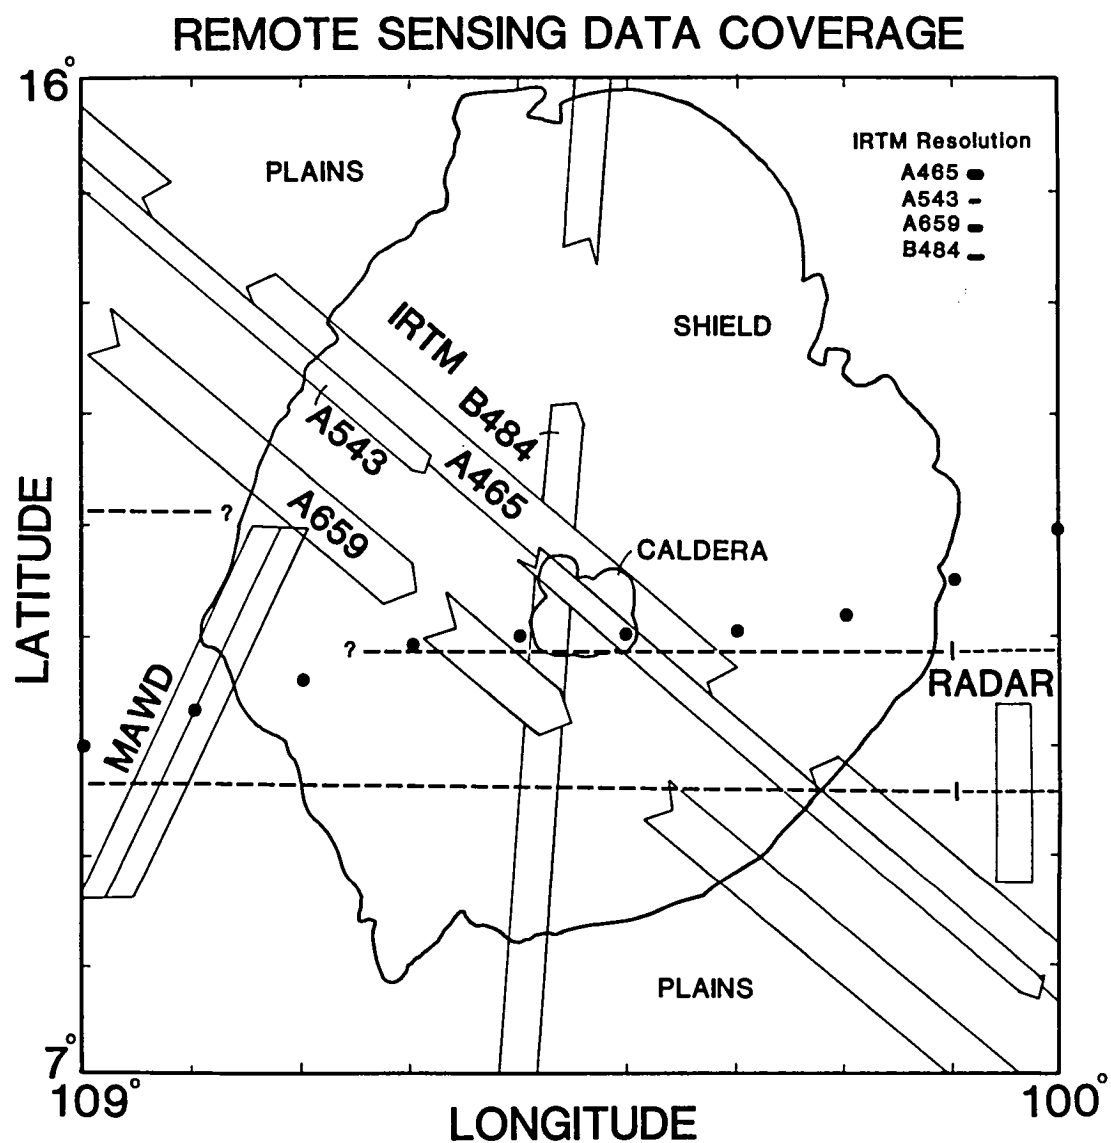 REMOTE SENSING DATA COVERAGE
16°
IRTM Resolution
A465
A543
A659
B484
PLAINS
SHIELD
IRTM
B484
A543
A465
A659
?
CALDERA
?
LATITUDE
MAWD
RADAR
PLAINS
7°
109°
100°
LONGITUDE